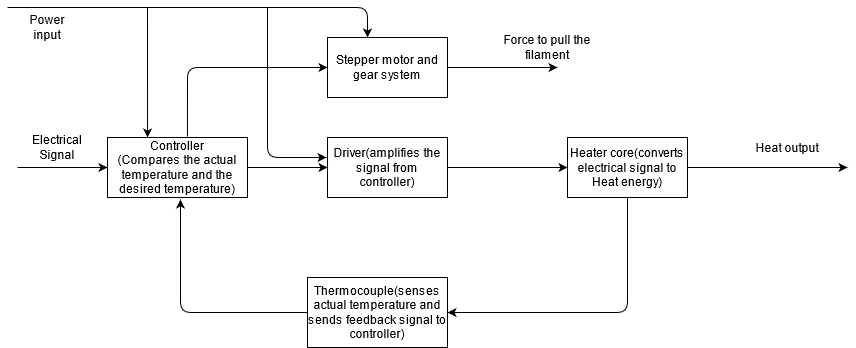 Power
input
Stepper motor and
gear system
Force to pull the
filament
Electrical
Signal
Controller
(Compares the actual
temperature and the
desired temperature)
Driver(amplifies the
signal from
controller)
Heater core(converts
electrical signal to
Heat energy)
Heat output
Thermocouple(senses
actual temperature and
sends feedback signal to
controller)